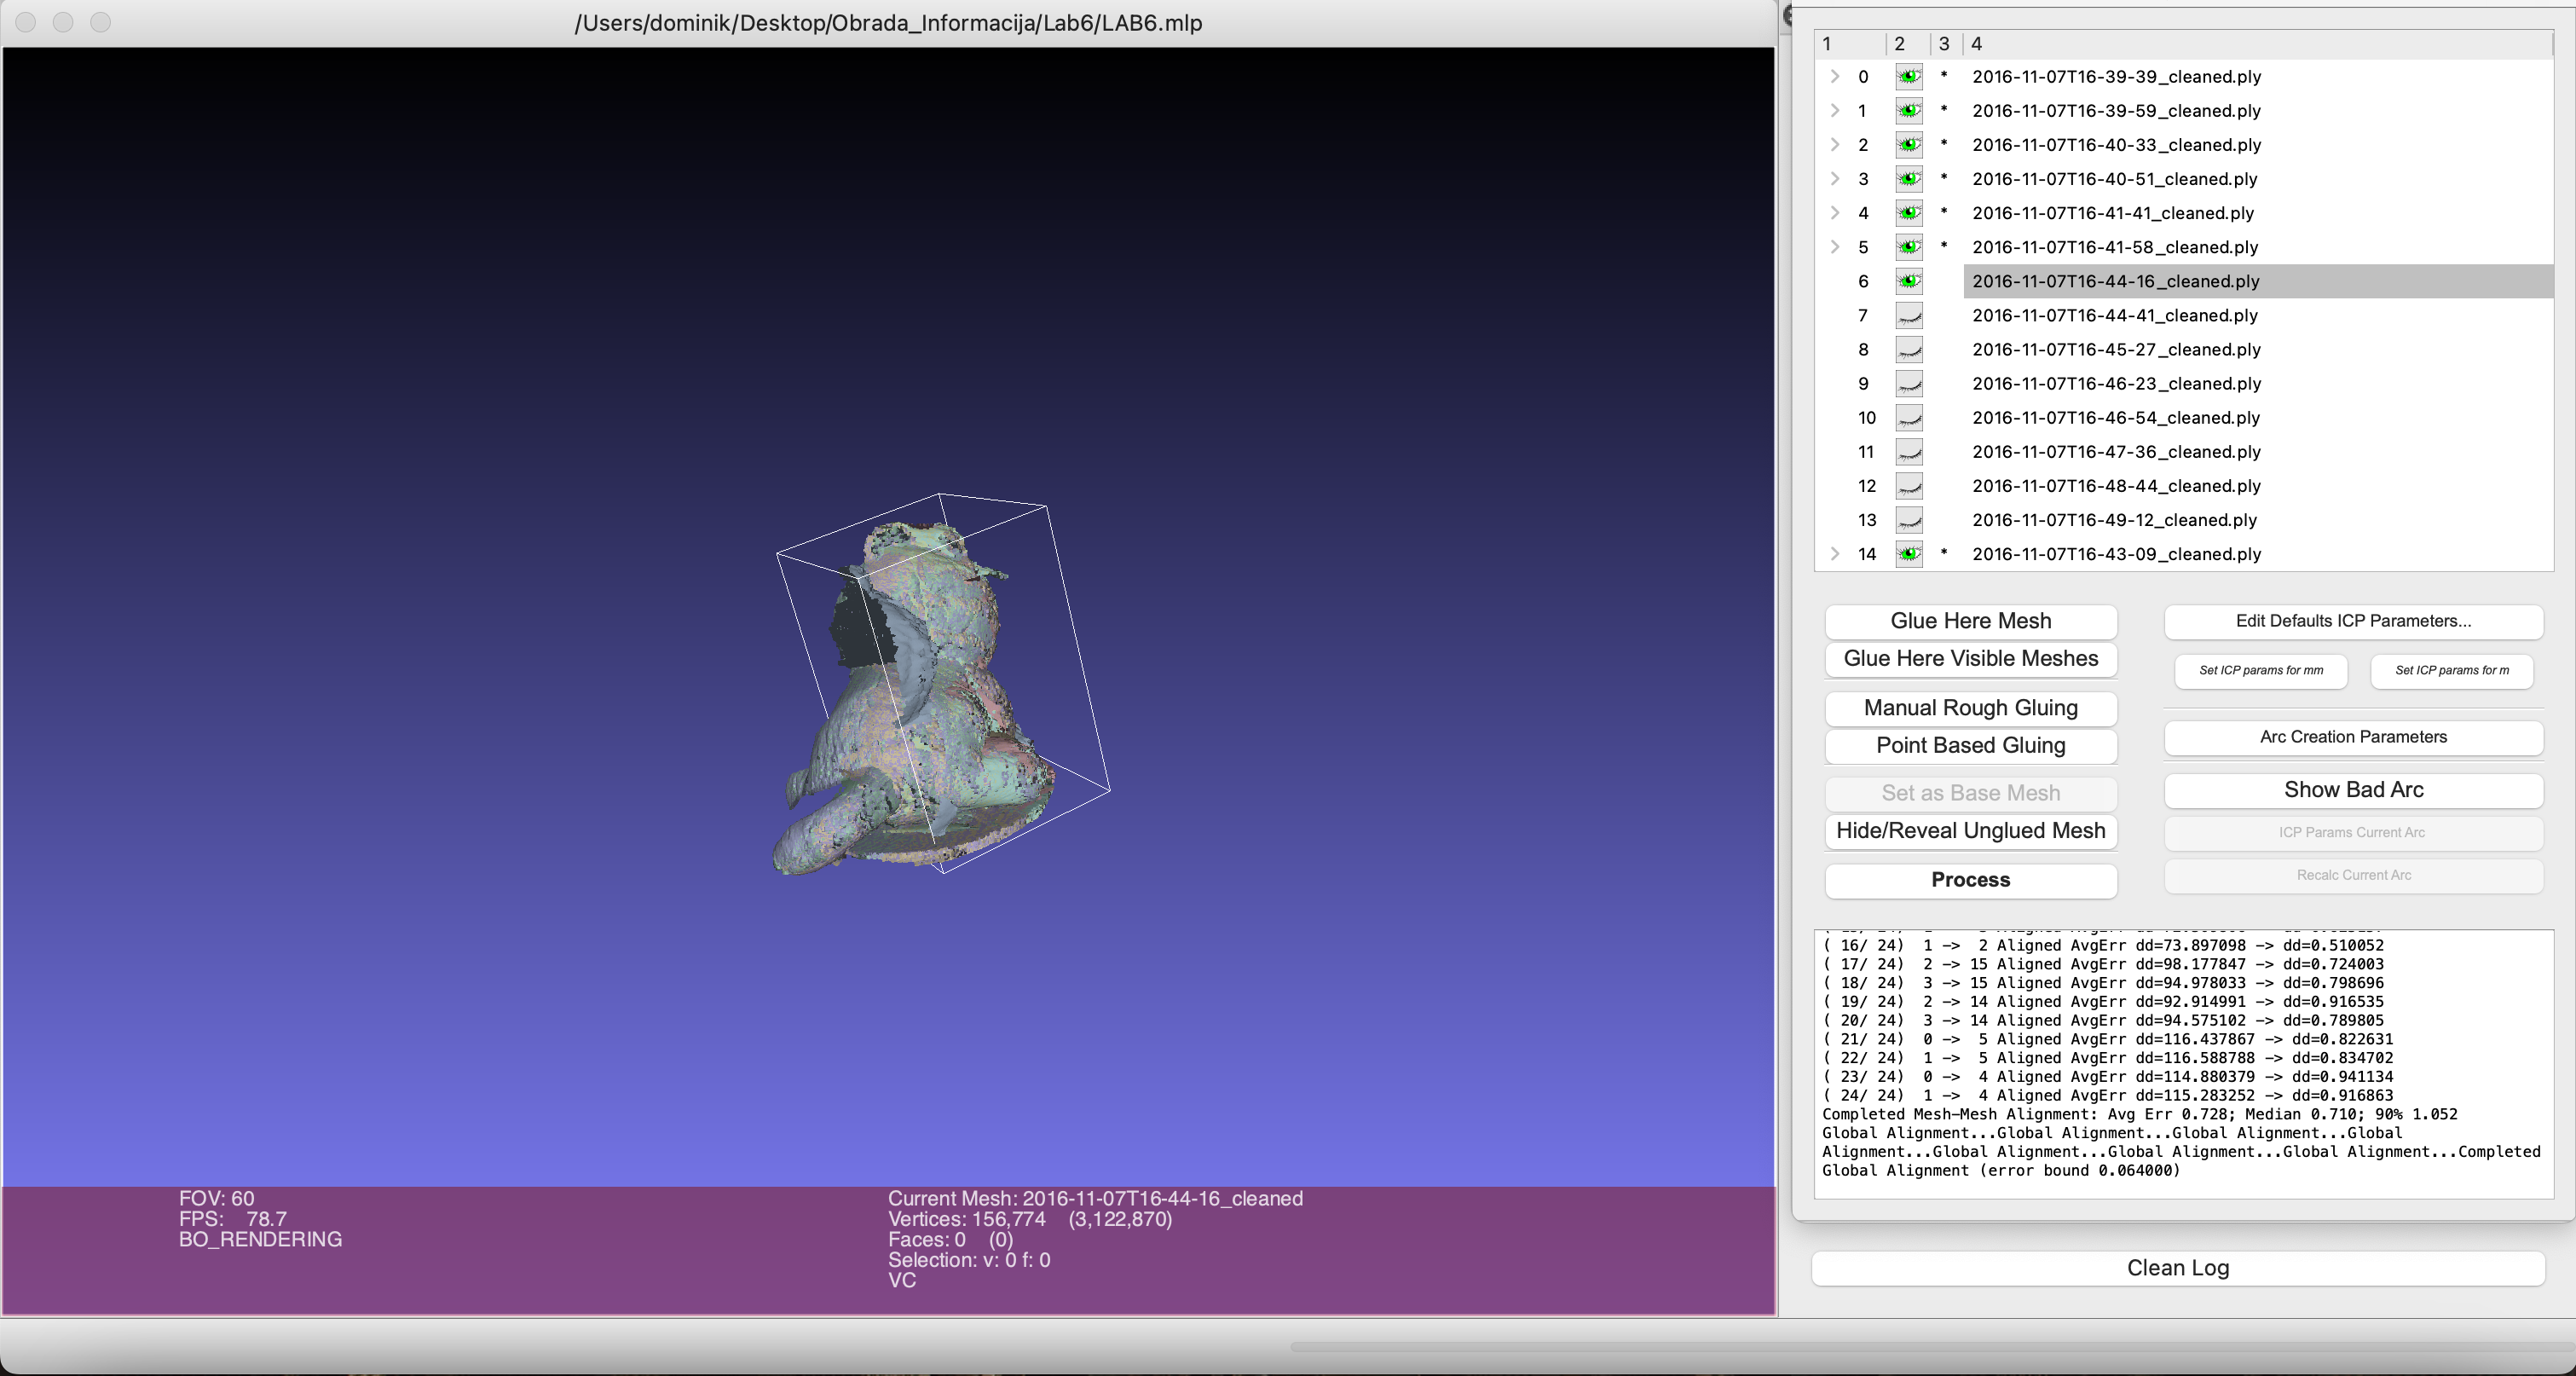 /Users/dominik/Desktop/Obrada_Informacija/Lab6/LAB6.mlp
FOV: 60
FPS: 78.7
BO_RENDERING
Current Mesh: 2016-11-07T16-44-16_cleaned
Vertices: 156,774 (3,122,870)
Faces: 0 (0)
Selection: v: 0 f: 0
VC
1 2 3 4
0 * 2016-11-07T16-39-39_cleaned.ply
1 * 2016-11-07T16-39-59_cleaned.ply
2 * 2016-11-07T16-40-33_cleaned.ply
3 * 2016-11-07T16-40-51_cleaned.ply
4 * 2016-11-07T16-41-41_cleaned.ply
5 * 2016-11-07T16-41-58_cleaned.ply
6 2016-11-07T16-44-16_cleaned.ply
7 2016-11-07T16-44-41_cleaned.ply
8 2016-11-07T16-45-27_cleaned.ply
9 2016-11-07T16-46-23_cleaned.ply
10 2016-11-07T16-46-54_cleaned.ply
11 2016-11-07T16-47-36_cleaned.ply
12 2016-11-07T16-48-44_cleaned.ply
13 2016-11-07T16-49-12_cleaned.ply
14 * 2016-11-07T16-43-09_cleaned.ply
Glue Here Mesh
Glue Here Visible Meshes
Manual Rough Gluing
Point Based Gluing
Set as Base Mesh
Hide/Reveal Unglued Mesh
Process
Edit Defaults ICP Parameters...
Set ICP params for mm
Set ICP params for m
Arc Creation Parameters
Show Bad Arc
ICP Params Current Arc
Recalc Current Arc
( 16/ 24) 1 -> 2 Aligned AvgErr dd=73.897098 -> dd=0.510052
( 17/ 24) 2 -> 15 Aligned AvgErr dd=98.177847 -> dd=0.724003
( 18/ 24) 3 -> 15 Aligned AvgErr dd=94.978033 -> dd=0.798696
( 19/ 24) 2 -> 14 Aligned AvgErr dd=92.914991 -> dd=0.916535
( 20/ 24) 3 -> 14 Aligned AvgErr dd=94.575102 -> dd=0.789805
( 21/ 24) 0 -> 5 Aligned AvgErr dd=116.437867 -> dd=0.822631
( 22/ 24) 1 -> 5 Aligned AvgErr dd=116.588788 -> dd=0.834702
( 23/ 24) 0 -> 4 Aligned AvgErr dd=114.880379 -> dd=0.941134
( 24/ 24) 1 -> 4 Aligned AvgErr dd=115.283252 -> dd=0.916863
Completed Mesh-Mesh Alignment: Avg Err 0.728; Median 0.710; 90% 1.052
Global Alignment...Global Alignment...Global Alignment...Global
Alignment...Global Alignment...Global Alignment...Global Alignment...Completed
Global Alignment (error bound 0.064000)
Clean Log